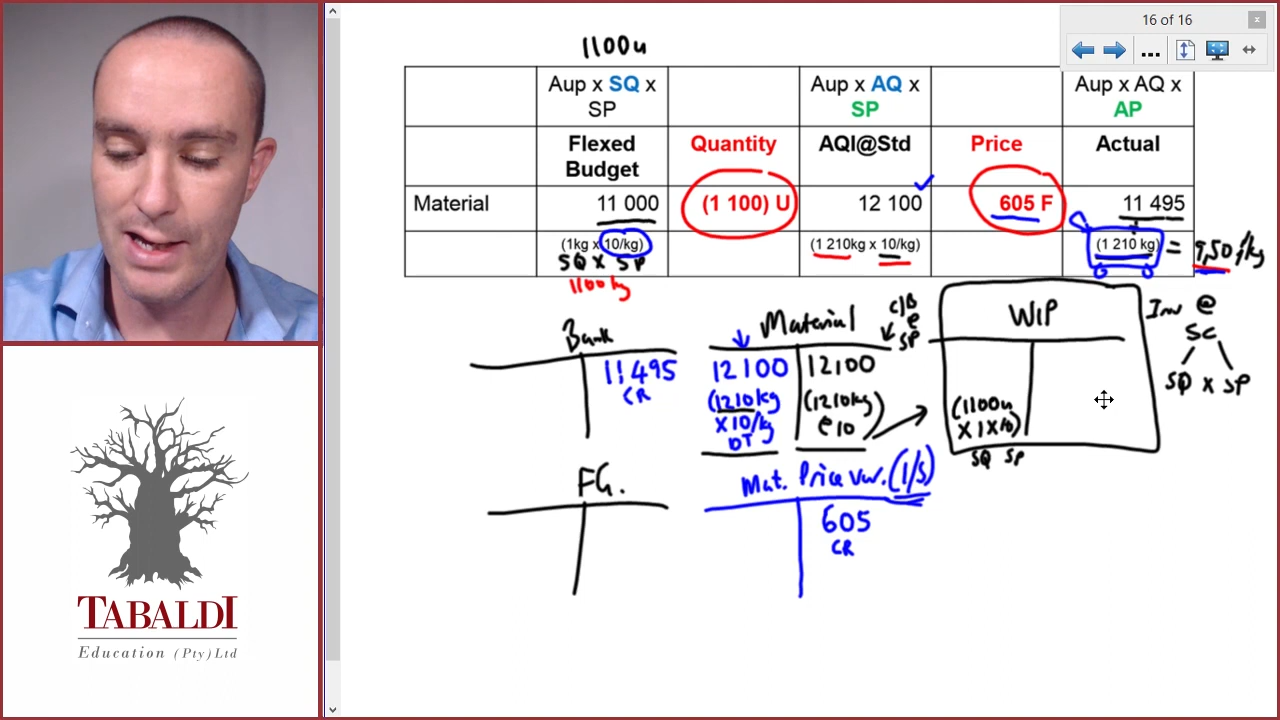 16 of 16
x
...
1100u
Aup x SQ x SP
Aup x AQ x SP
Aup x AQ x AP
Flexed Budget
Quantity
AQI@Std
Price
Actual
Material
11 000
(1 100) U
12 100
605 F
11 495
(1kg x 10/kg)
(1 210kg x 10/kg)
(1 210 kg)
= 9,50/kg
SQ x SP
1100kg
Bank
11 495
CR
Material
C/B
@
SP
12 100
(1210kg
x10/kg
DT
12,100
(1210kg)
@ 10
WIP
(1100u
X 1 X 10)
SQ SP
Inv @
SC
SQ x SP
FG.
Mat. Price Var. (I/S)
605
CR
TABALDI
Education (Pty) Ltd